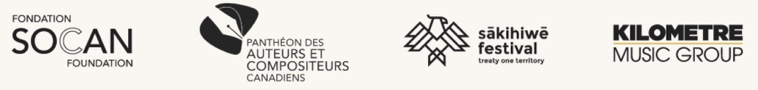 FONDATION
SOCAN
FOUNDATION
PANTHÉON DES
AUTEURS ET
COMPOSITEURS
CANADIENS
sākihiwē
festival
treaty one territory
KILOMETRE
MUSIC GROUP